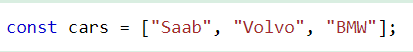 const cars = ["Saab", "Volvo", "BMW"];